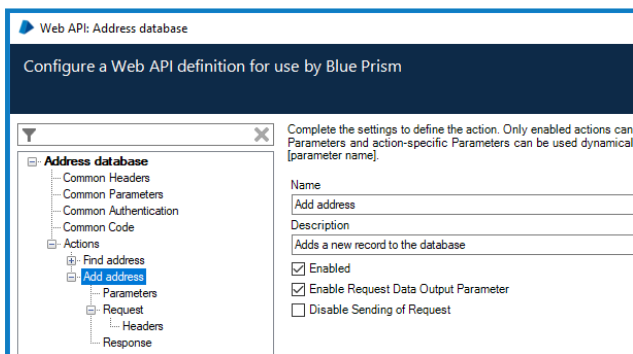 Web API: Address database
Configure a Web API definition for use by Blue Prism
Complete the settings to define the action. Only enabled actions can
Parameters and action-specific Parameters can be used dynamical
[parameter name].
Address database
Common Headers
Common Parameters
Common Authentication
Common Code
Actions
Find address
Add address
Parameters
Request
Headers
Response
Name
Add address
Description
Adds a new record to the database
Enabled
Enable Request Data Output Parameter
Disable Sending of Request